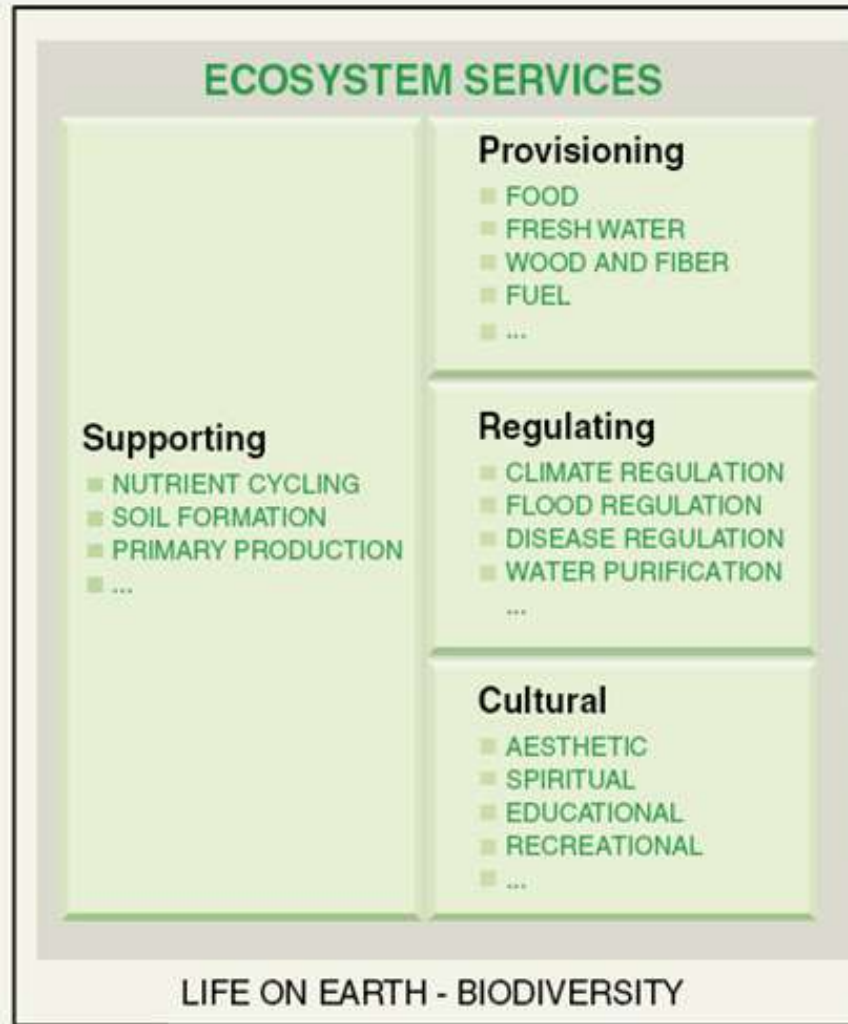 ECOSYSTEM SERVICES
Supporting
NUTRIENT CYCLING
SOIL FORMATION
PRIMARY PRODUCTION
...
Provisioning
FOOD
FRESH WATER
WOOD AND FIBER
FUEL
...
Regulating
CLIMATE REGULATION
FLOOD REGULATION
DISEASE REGULATION
WATER PURIFICATION
...
Cultural
AESTHETIC
SPIRITUAL
EDUCATIONAL
RECREATIONAL
...
LIFE ON EARTH - BIODIVERSITY